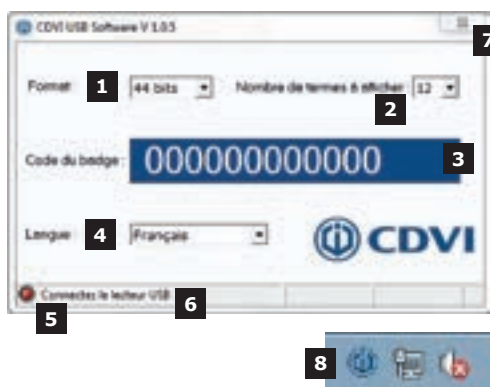 CDVI USB Software V 1.0.5
7
Format: 1 44 bits Nombre de termes à afficher: 12
2
Code du badge: 000000000000 3
Langue: 4 Français CDVI
Connectez le lecteur USB 6
5
8